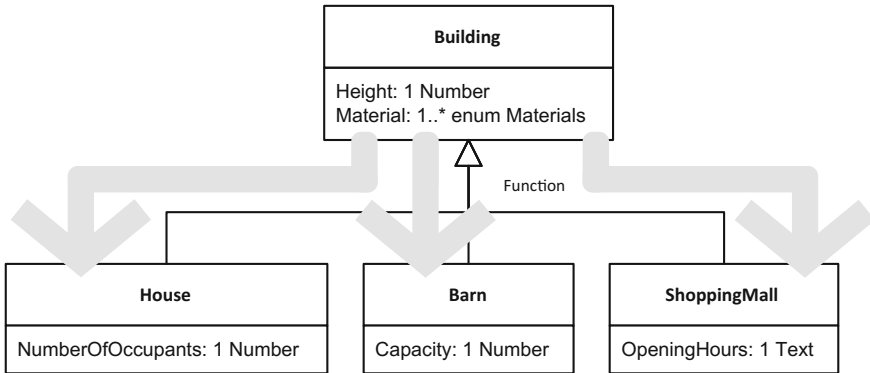 Building
Height: 1 Number
Material: 1..* enum Materials
Function
House
Barn
ShoppingMall
NumberOfOccupants: 1 Number
Capacity: 1 Number
OpeningHours: 1 Text